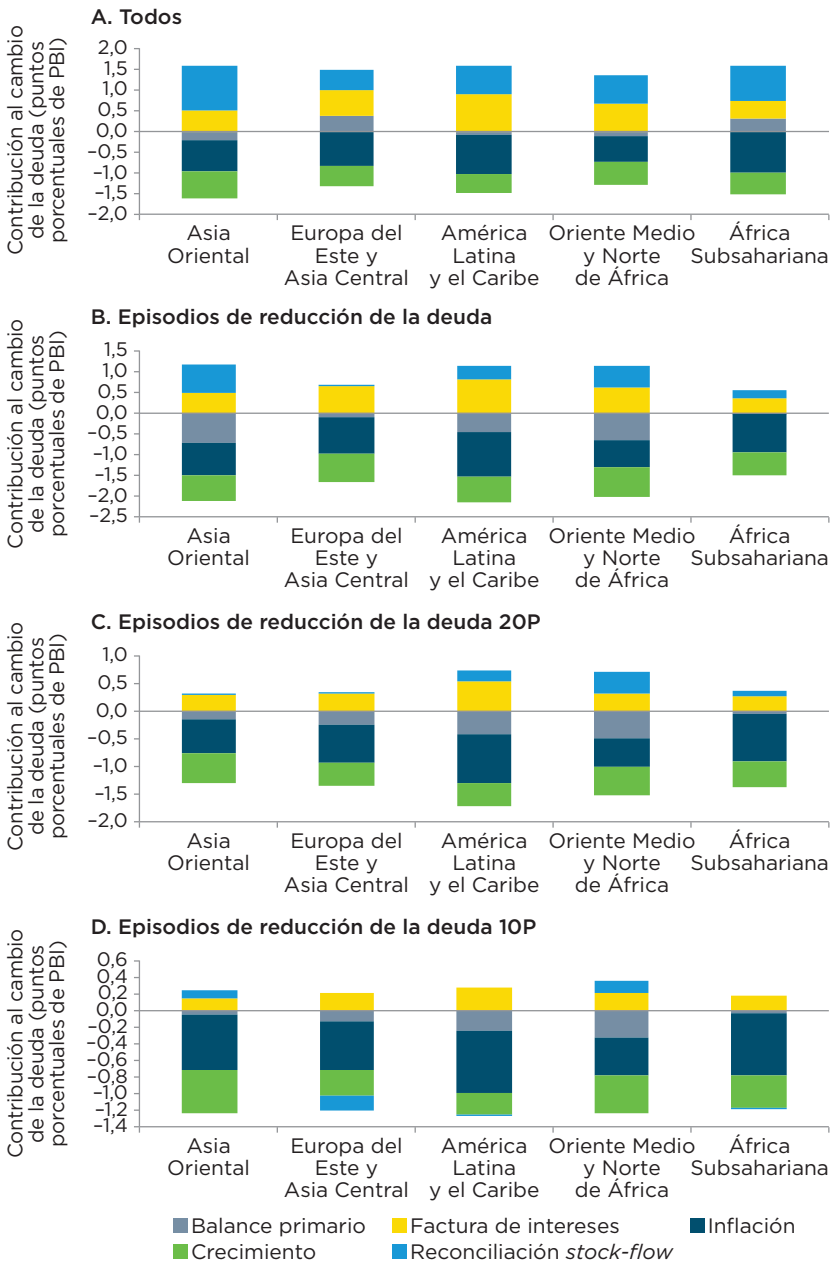 A. Todos
Contribución al cambio
de la deuda (puntos
porcentuales de PBI)
2,0
1,5
1,0
0,5
0,0
−0,5
−1,0
−1,5
−2,0
Asia
Oriental
Europa del
Este y
Asia Central
América
Latina
y el Caribe
Oriente Medio
y Norte
de África
África
Subsahariana
B. Episodios de reducción de la deuda
Contribución al cambio
de la deuda (puntos
porcentuales de PBI)
1,5
1,0
0,5
0,0
−0,5
−1,0
−1,5
−2,0
−2,5
Asia
Oriental
Europa del
Este y
Asia Central
América
Latina
y el Caribe
Oriente Medio
y Norte
de África
África
Subsahariana
C. Episodios de reducción de la deuda 20P
Contribución al cambio
de la deuda (puntos
porcentuales de PBI)
1,0
0,5
0,0
−0,5
−1,0
−1,5
−2,0
Asia
Oriental
Europa del
Este y
Asia Central
América
Latina
y el Caribe
Oriente Medio
y Norte
de África
África
Subsahariana
D. Episodios de reducción de la deuda 10P
Contribución al cambio
de la deuda (puntos
porcentuales de PBI)
0,6
0,4
0,2
0,0
−0,2
−0,4
−0,6
−0,8
−1,0
−1,2
−1,4
Asia
Oriental
Europa del
Este y
Asia Central
América
Latina
y el Caribe
Oriente Medio
y Norte
de África
África
Subsahariana
Balance primario
Factura de intereses
Inflación
Crecimiento
Reconciliación stock-flow